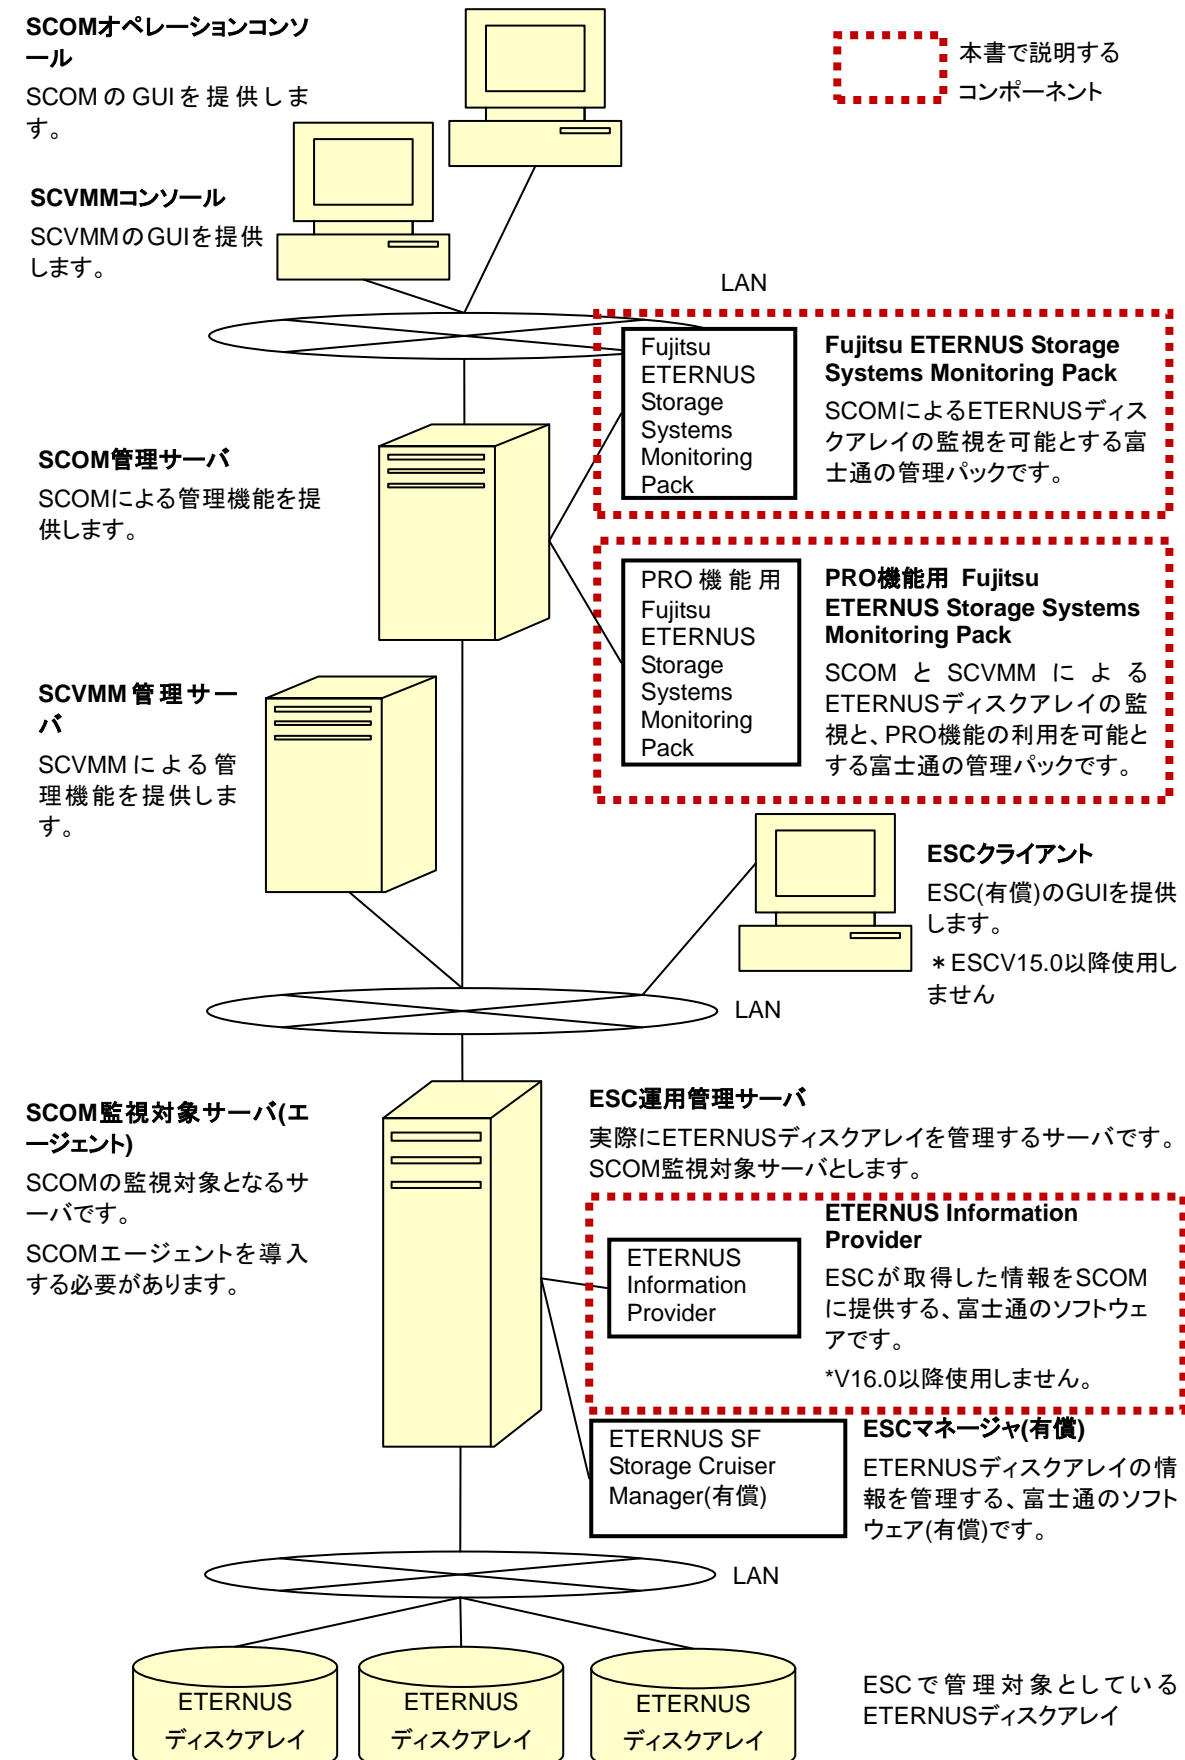 SCOMオペレーションコンソ
ール
SCOM の GUI を 提 供 し ま
す。
本書で説明する
コンポーネント
SCVMMコンソール
SCVMMのGUIを提供
します。
LAN
Fujitsu
ETERNUS
Storage
Systems
Monitoring
Pack
Fujitsu ETERNUS Storage
Systems Monitoring Pack
SCOMによるETERNUSディス
クアレイの監視を可能とする富
士通の管理パックです。
SCOM管理サーバ
SCOMによる管理機能を提
供します。
PRO 機 能 用
Fujitsu
ETERNUS
Storage
Systems
Monitoring
Pack
PRO機能用 Fujitsu
ETERNUS Storage Systems
Monitoring Pack
SCOM と SCVMM に よ る
ETERNUSディスクアレイの監
視と、PRO機能の利用を可能と
する富士通の管理パックです。
SCVMM 管 理 サ ー
バ
SCVMM に よ る 管
理機能を提供しま
す。
ESCクライアント
ESC(有償)のGUIを提供
します。
＊ESCV15.0以降使用し
ません
LAN
SCOM監視対象サーバ(エ
ージェント)
SCOMの監視対象となるサ
ーバです。
SCOMエージェントを導入
する必要があります。
ESC運用管理サーバ
実際にETERNUSディスクアレイを管理するサーバです。
SCOM監視対象サーバとします。
ETERNUS
Information
Provider
ETERNUS Information
Provider
ESCが取得した情報をSCOM
に提供する、富士通のソフトウェ
アです。
*V16.0以降使用しません。
ETERNUS SF
Storage Cruiser
Manager(有償)
ESCマネージャ(有償)
ETERNUSディスクアレイの情
報を管理する、富士通のソフト
ウェア(有償)です。
LAN
ETERNUS
ディスクアレイ
ETERNUS
ディスクアレイ
ETERNUS
ディスクアレイ
ESC で 管 理 対 象 と し て い る
ETERNUSディスクアレイ